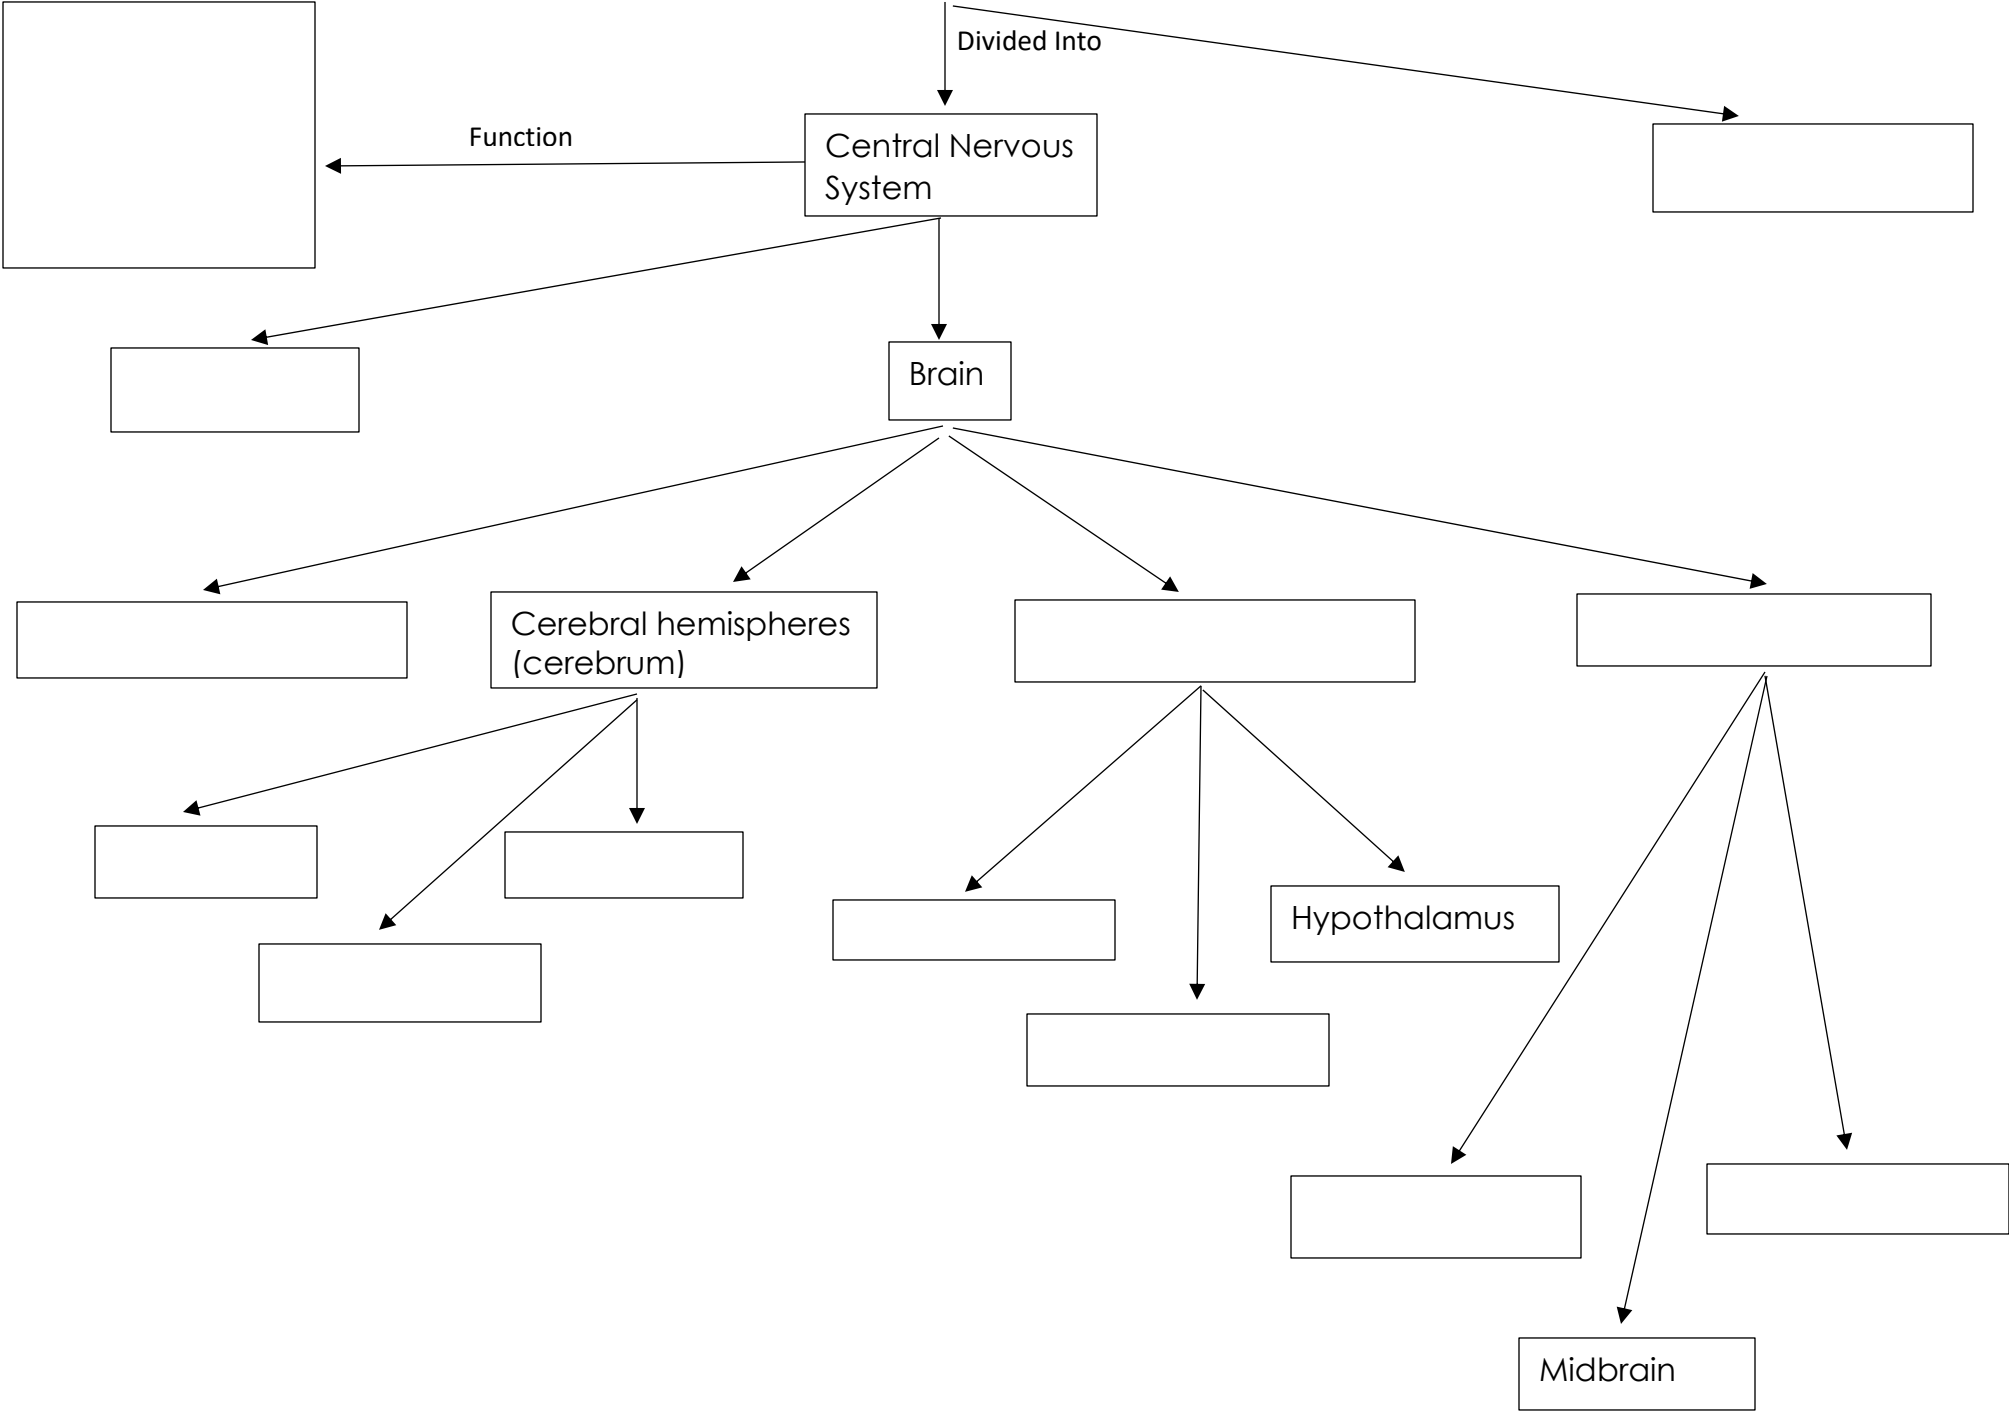 Divided Into
Function
Central Nervous
System
Brain
Cerebral hemispheres
(cerebrum)
Hypothalamus
Midbrain